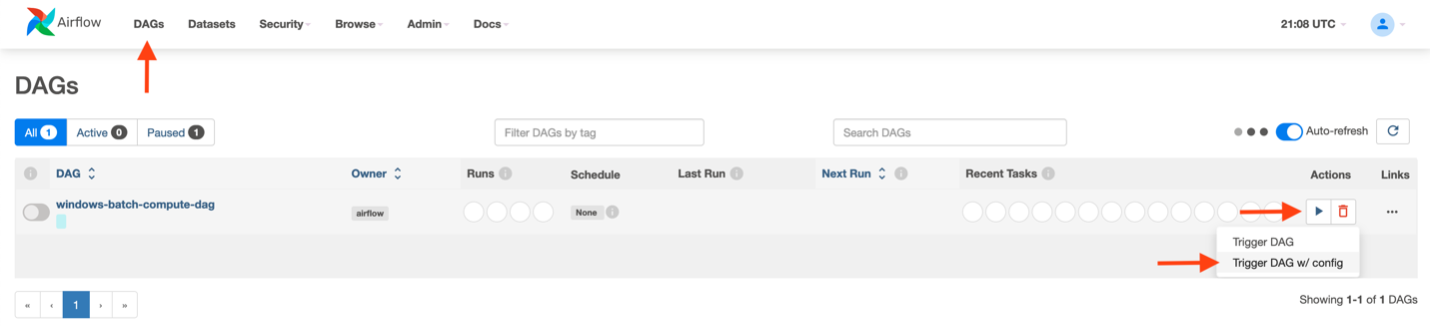 Airflow DAGs Datasets Security Browse Admin Docs 21:08 UTC
DAGs
All 1 Active 0 Paused 1 Filter DAGs by tag Search DAGs Auto-refresh
i DAG Owner Runs i Schedule Last Run i Next Run i Recent Tasks i Actions Links
windows-batch-compute-dag airflow None i ...
Trigger DAG
Trigger DAG w/ config
« ‹ 1 › » Showing 1-1 of 1 DAGs